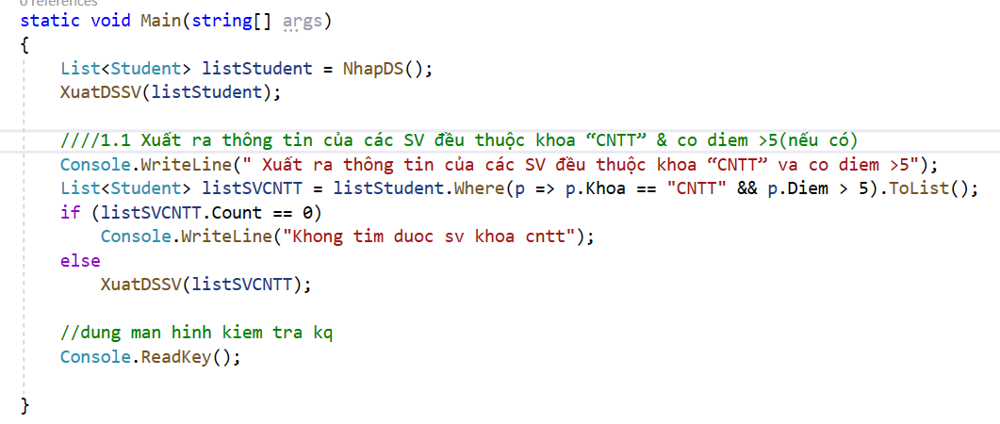 0 references
static void Main(string[] args)
{
List<Student> listStudent = NhapDS();
XuatDSSV(listStudent);
////1.1 Xuất ra thông tin của các SV đều thuộc khoa “CNTT” & co diem >5(nếu có)
Console.WriteLine(" Xuất ra thông tin của các SV đều thuộc khoa “CNTT” va co diem >5");
List<Student> listSVCNTT = listStudent.Where(p => p.Khoa == "CNTT" && p.Diem > 5).ToList();
if (listSVCNTT.Count == 0)
Console.WriteLine("Khong tim duoc sv khoa cntt");
else
XuatDSSV(listSVCNTT);
//dung man hinh kiem tra kq
Console.ReadKey();
}